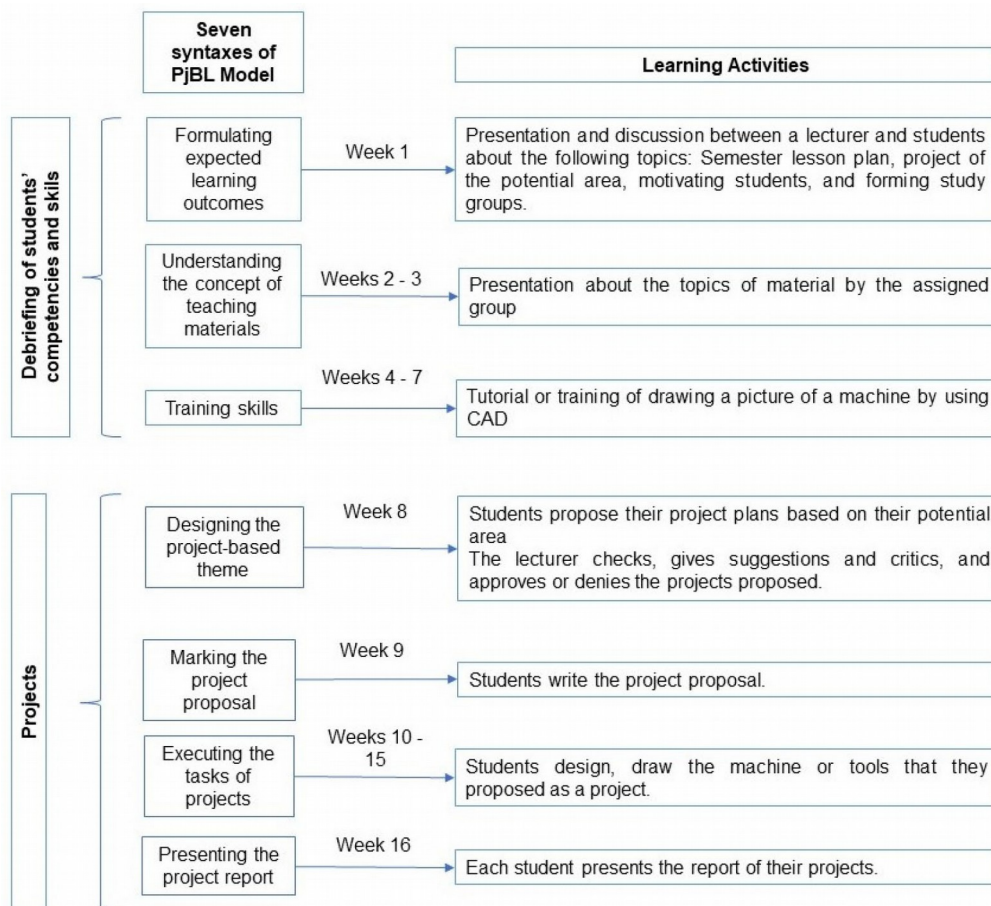 Seven
syntaxes of
PjBL Model
Learning Activities
Debriefing of students'
competencies and skils
Formulating
expected
learning
outcomes
Week 1
Presentation and discussion between a lecturer and students
about the following topics: Semester lesson plan, project of
the potential area, motivating students, and forming study
groups.
Understanding
the concept of
teaching
materials
Weeks 2 - 3
Presentation about the topics of material by the assigned
group
Training skills
Weeks 4 - 7
Tutorial or training of drawing a picture of a machine by using
CAD
Projects
Designing the
project-based
theme
Week 8
Students propose their project plans based on their potential
area
The lecturer checks, gives suggestions and critics, and
approves or denies the projects proposed.
Marking the
project
proposal
Week 9
Students write the project proposal.
Executing the
tasks of
projects
Weeks 10 -
15
Students design, draw the machine or tools that they
proposed as a project.
Presenting the
project report
Week 16
Each student presents the report of their projects.